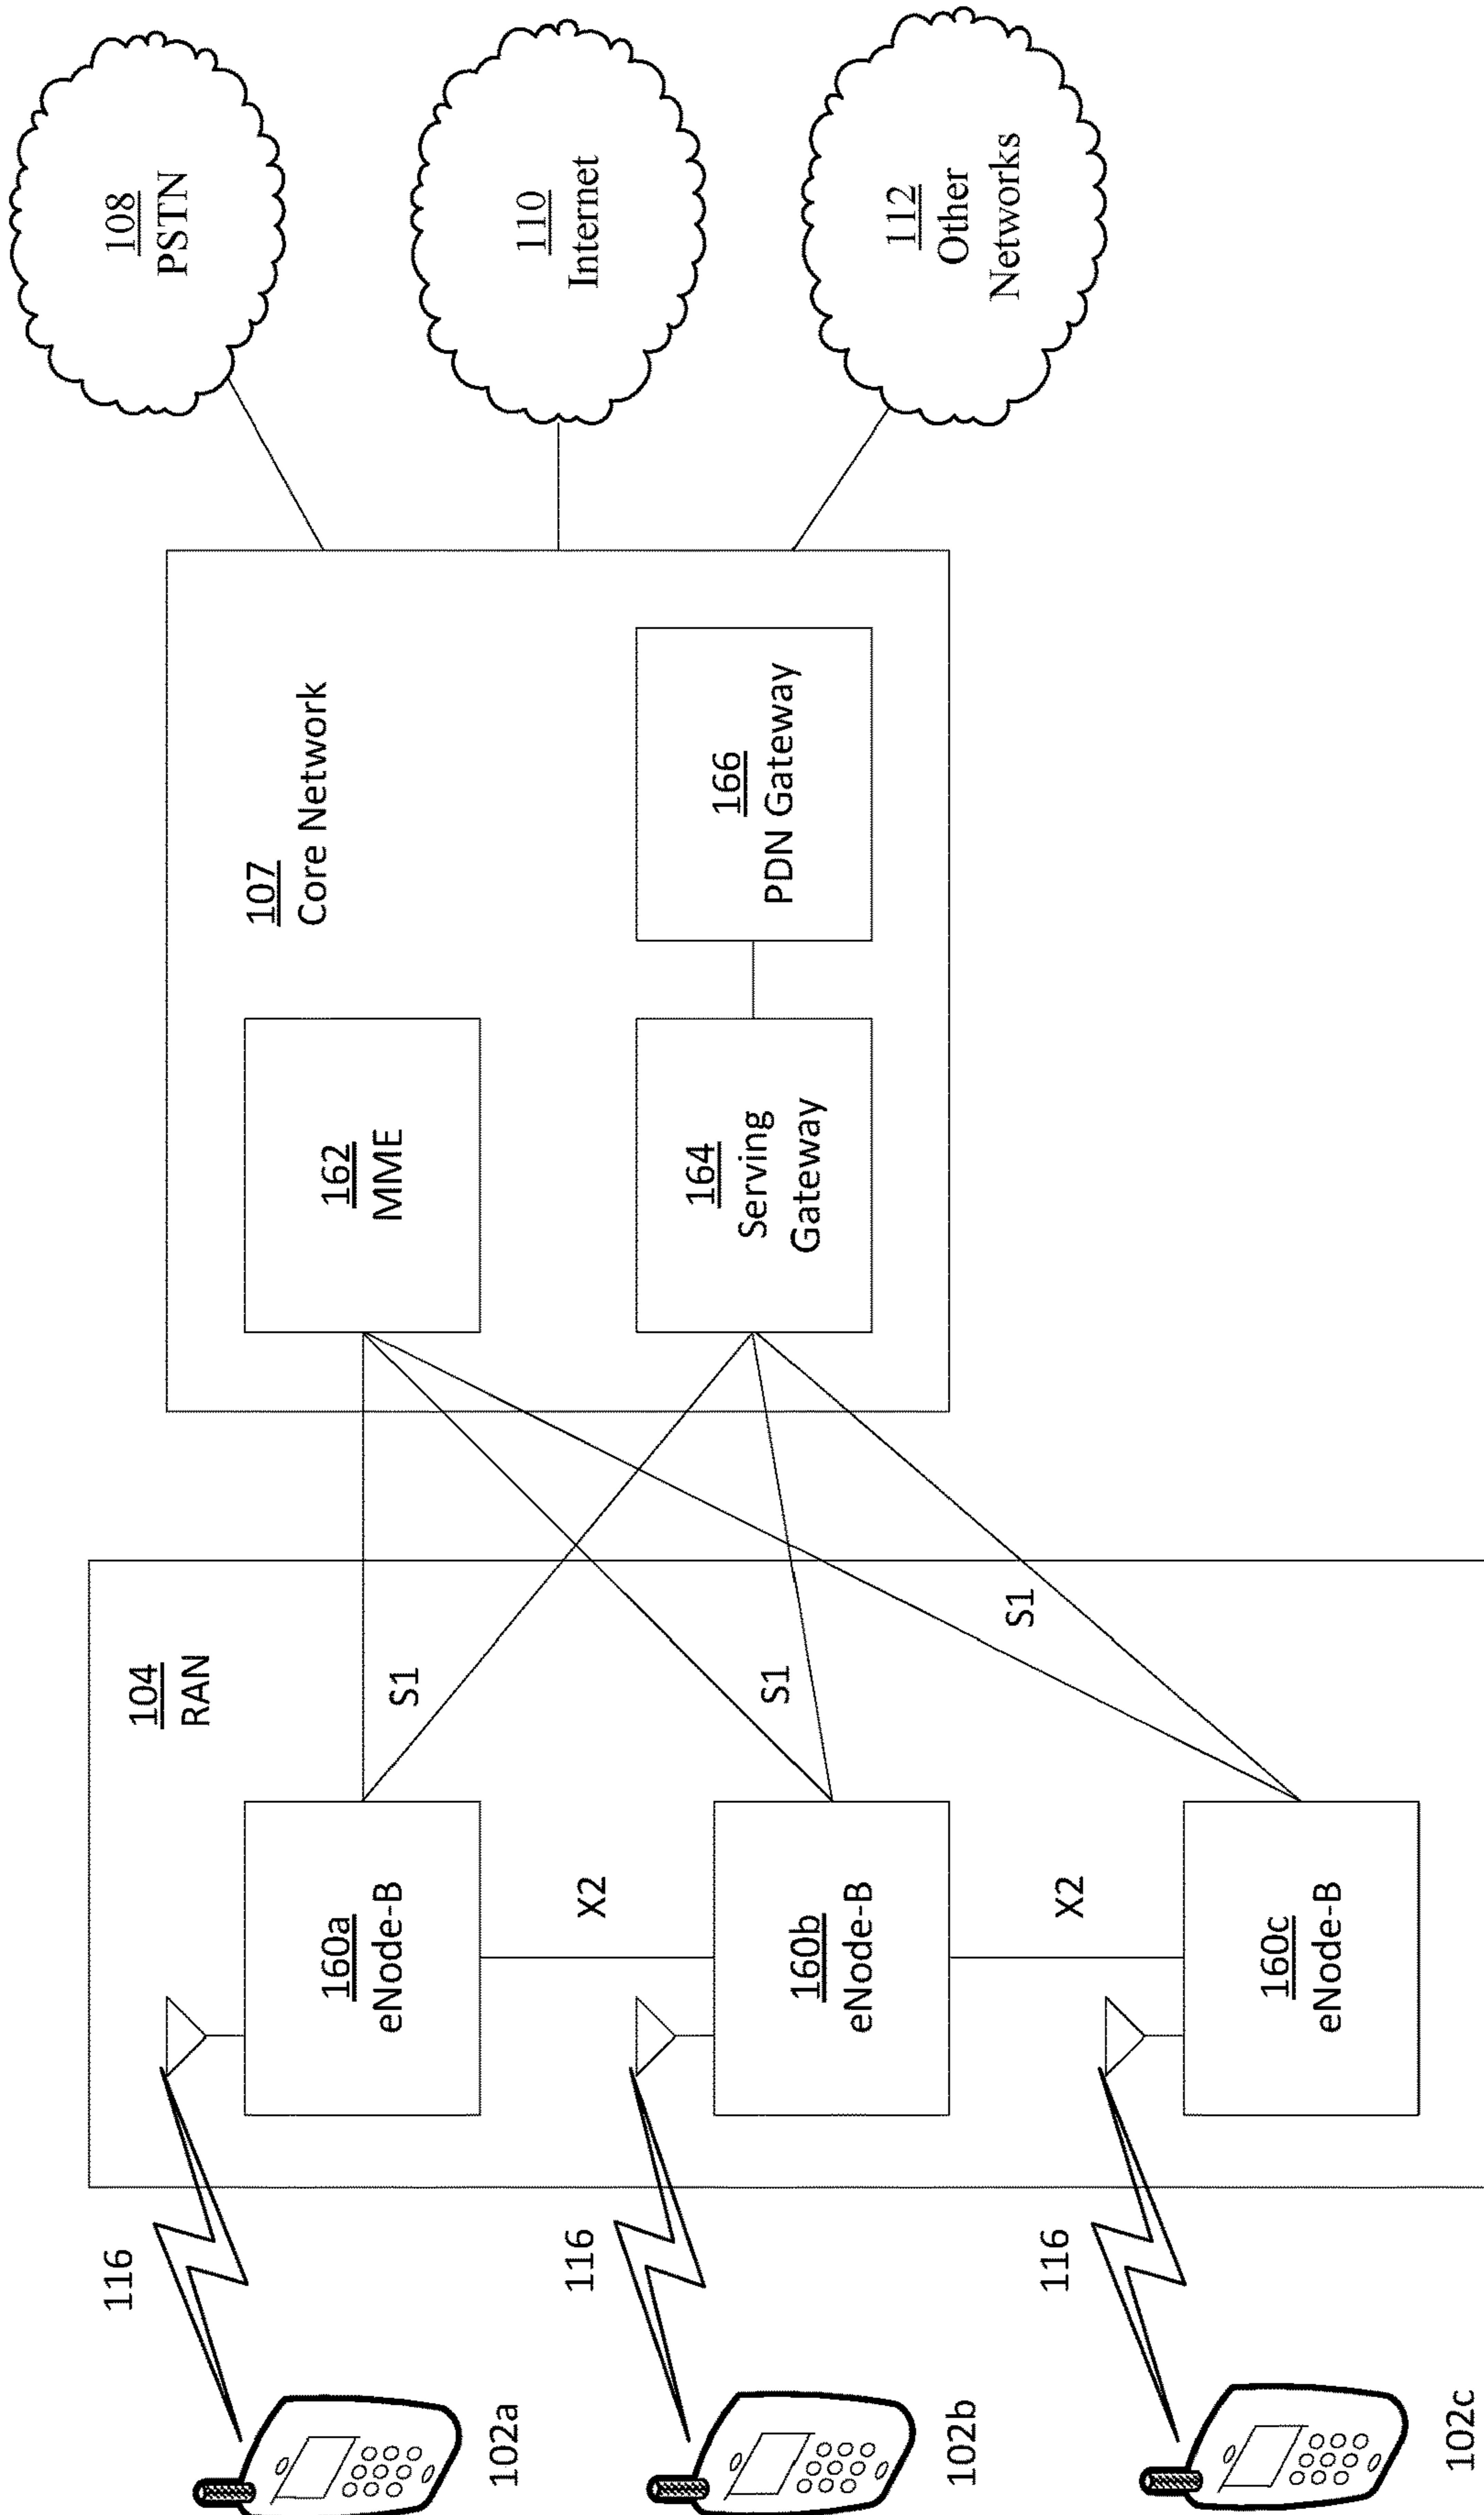 116
102a
116
102b
116
102c
104
RAN
160a
eNode-B
X2
160b
eNode-B
X2
160c
eNode-B
S1
S1
S1
107
Core Network
162
MME
164
Serving
Gateway
166
PDN Gateway
108
PSTN
110
Internet
112
Other
Networks